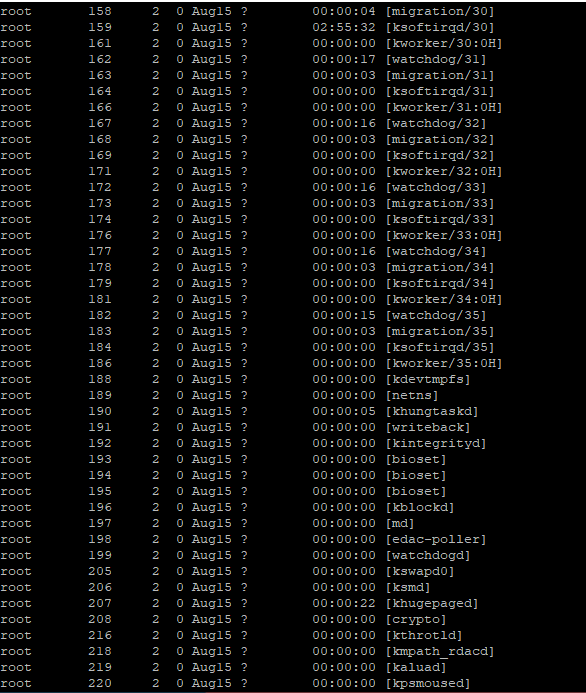 root 158 2 0 Aug15 ? 00:00:04 [migration/30]
root 159 2 0 Aug15 ? 02:55:32 [ksoftirqd/30]
root 161 2 0 Aug15 ? 00:00:00 [kworker/30:0H]
root 162 2 0 Aug15 ? 00:00:17 [watchdog/31]
root 163 2 0 Aug15 ? 00:00:03 [migration/31]
root 164 2 0 Aug15 ? 00:00:00 [ksoftirqd/31]
root 166 2 0 Aug15 ? 00:00:00 [kworker/31:0H]
root 167 2 0 Aug15 ? 00:00:16 [watchdog/32]
root 168 2 0 Aug15 ? 00:00:03 [migration/32]
root 169 2 0 Aug15 ? 00:00:00 [ksoftirqd/32]
root 171 2 0 Aug15 ? 00:00:00 [kworker/32:0H]
root 172 2 0 Aug15 ? 00:00:16 [watchdog/33]
root 173 2 0 Aug15 ? 00:00:03 [migration/33]
root 174 2 0 Aug15 ? 00:00:00 [ksoftirqd/33]
root 176 2 0 Aug15 ? 00:00:00 [kworker/33:0H]
root 177 2 0 Aug15 ? 00:00:16 [watchdog/34]
root 178 2 0 Aug15 ? 00:00:03 [migration/34]
root 179 2 0 Aug15 ? 00:00:00 [ksoftirqd/34]
root 181 2 0 Aug15 ? 00:00:00 [kworker/34:0H]
root 182 2 0 Aug15 ? 00:00:15 [watchdog/35]
root 183 2 0 Aug15 ? 00:00:03 [migration/35]
root 184 2 0 Aug15 ? 00:00:00 [ksoftirqd/35]
root 186 2 0 Aug15 ? 00:00:00 [kworker/35:0H]
root 188 2 0 Aug15 ? 00:00:00 [kdevtmpfs]
root 189 2 0 Aug15 ? 00:00:00 [netns]
root 190 2 0 Aug15 ? 00:00:05 [khungtaskd]
root 191 2 0 Aug15 ? 00:00:00 [writeback]
root 192 2 0 Aug15 ? 00:00:00 [kintegrityd]
root 193 2 0 Aug15 ? 00:00:00 [bioset]
root 194 2 0 Aug15 ? 00:00:00 [bioset]
root 195 2 0 Aug15 ? 00:00:00 [bioset]
root 196 2 0 Aug15 ? 00:00:00 [kblockd]
root 197 2 0 Aug15 ? 00:00:00 [md]
root 198 2 0 Aug15 ? 00:00:00 [edac-poller]
root 199 2 0 Aug15 ? 00:00:00 [watchdogd]
root 205 2 0 Aug15 ? 00:00:00 [kswapd0]
root 206 2 0 Aug15 ? 00:00:00 [ksmd]
root 207 2 0 Aug15 ? 00:00:22 [khugepaged]
root 208 2 0 Aug15 ? 00:00:00 [crypto]
root 216 2 0 Aug15 ? 00:00:00 [kthrotld]
root 218 2 0 Aug15 ? 00:00:00 [kmpath_rdacd]
root 219 2 0 Aug15 ? 00:00:00 [kaluad]
root 220 2 0 Aug15 ? 00:00:00 [kpsmoused]